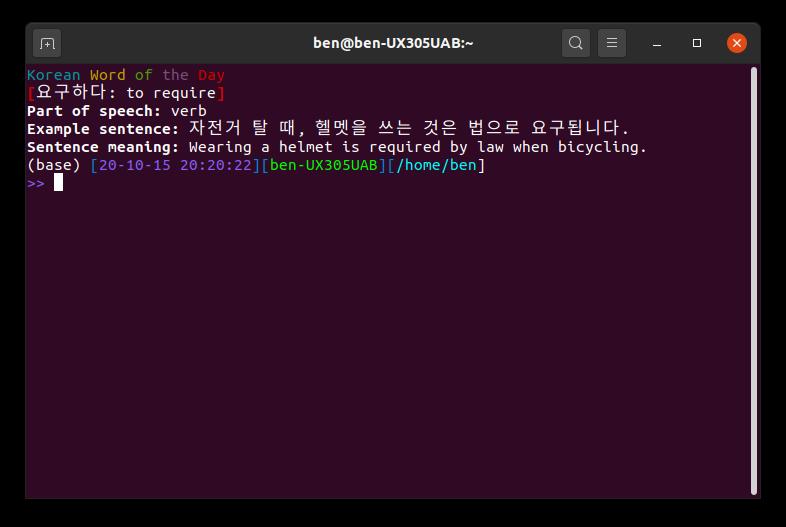 ben@ben-UX305UAB:~
Korean Word of the Day
[요구하다: to require]
Part of speech: verb
Example sentence: 자전거 탈 때, 헬멧을 쓰는 것은 법으로 요구됩니다.
Sentence meaning: Wearing a helmet is required by law when bicycling.
(base) [20-10-15 20:20:22][ben-UX305UAB][/home/ben]
>>